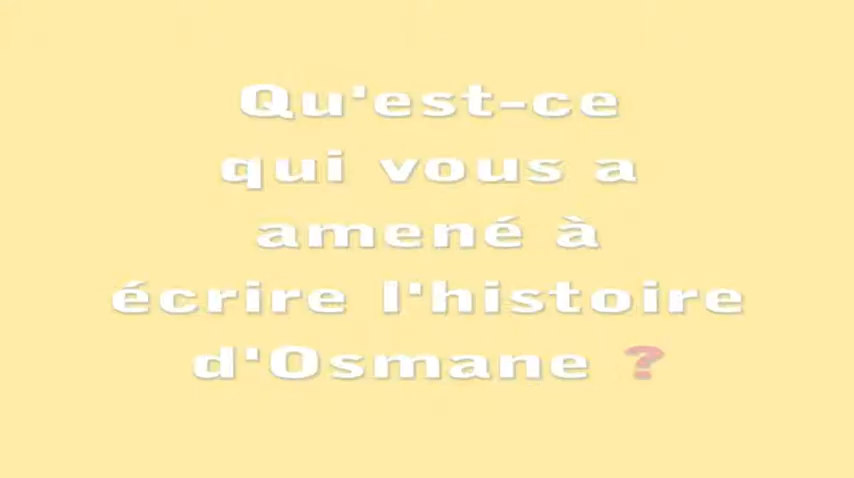 Qu'est-ce
qui vous a
amené à
écrire l'histoire
d'Osmane ?